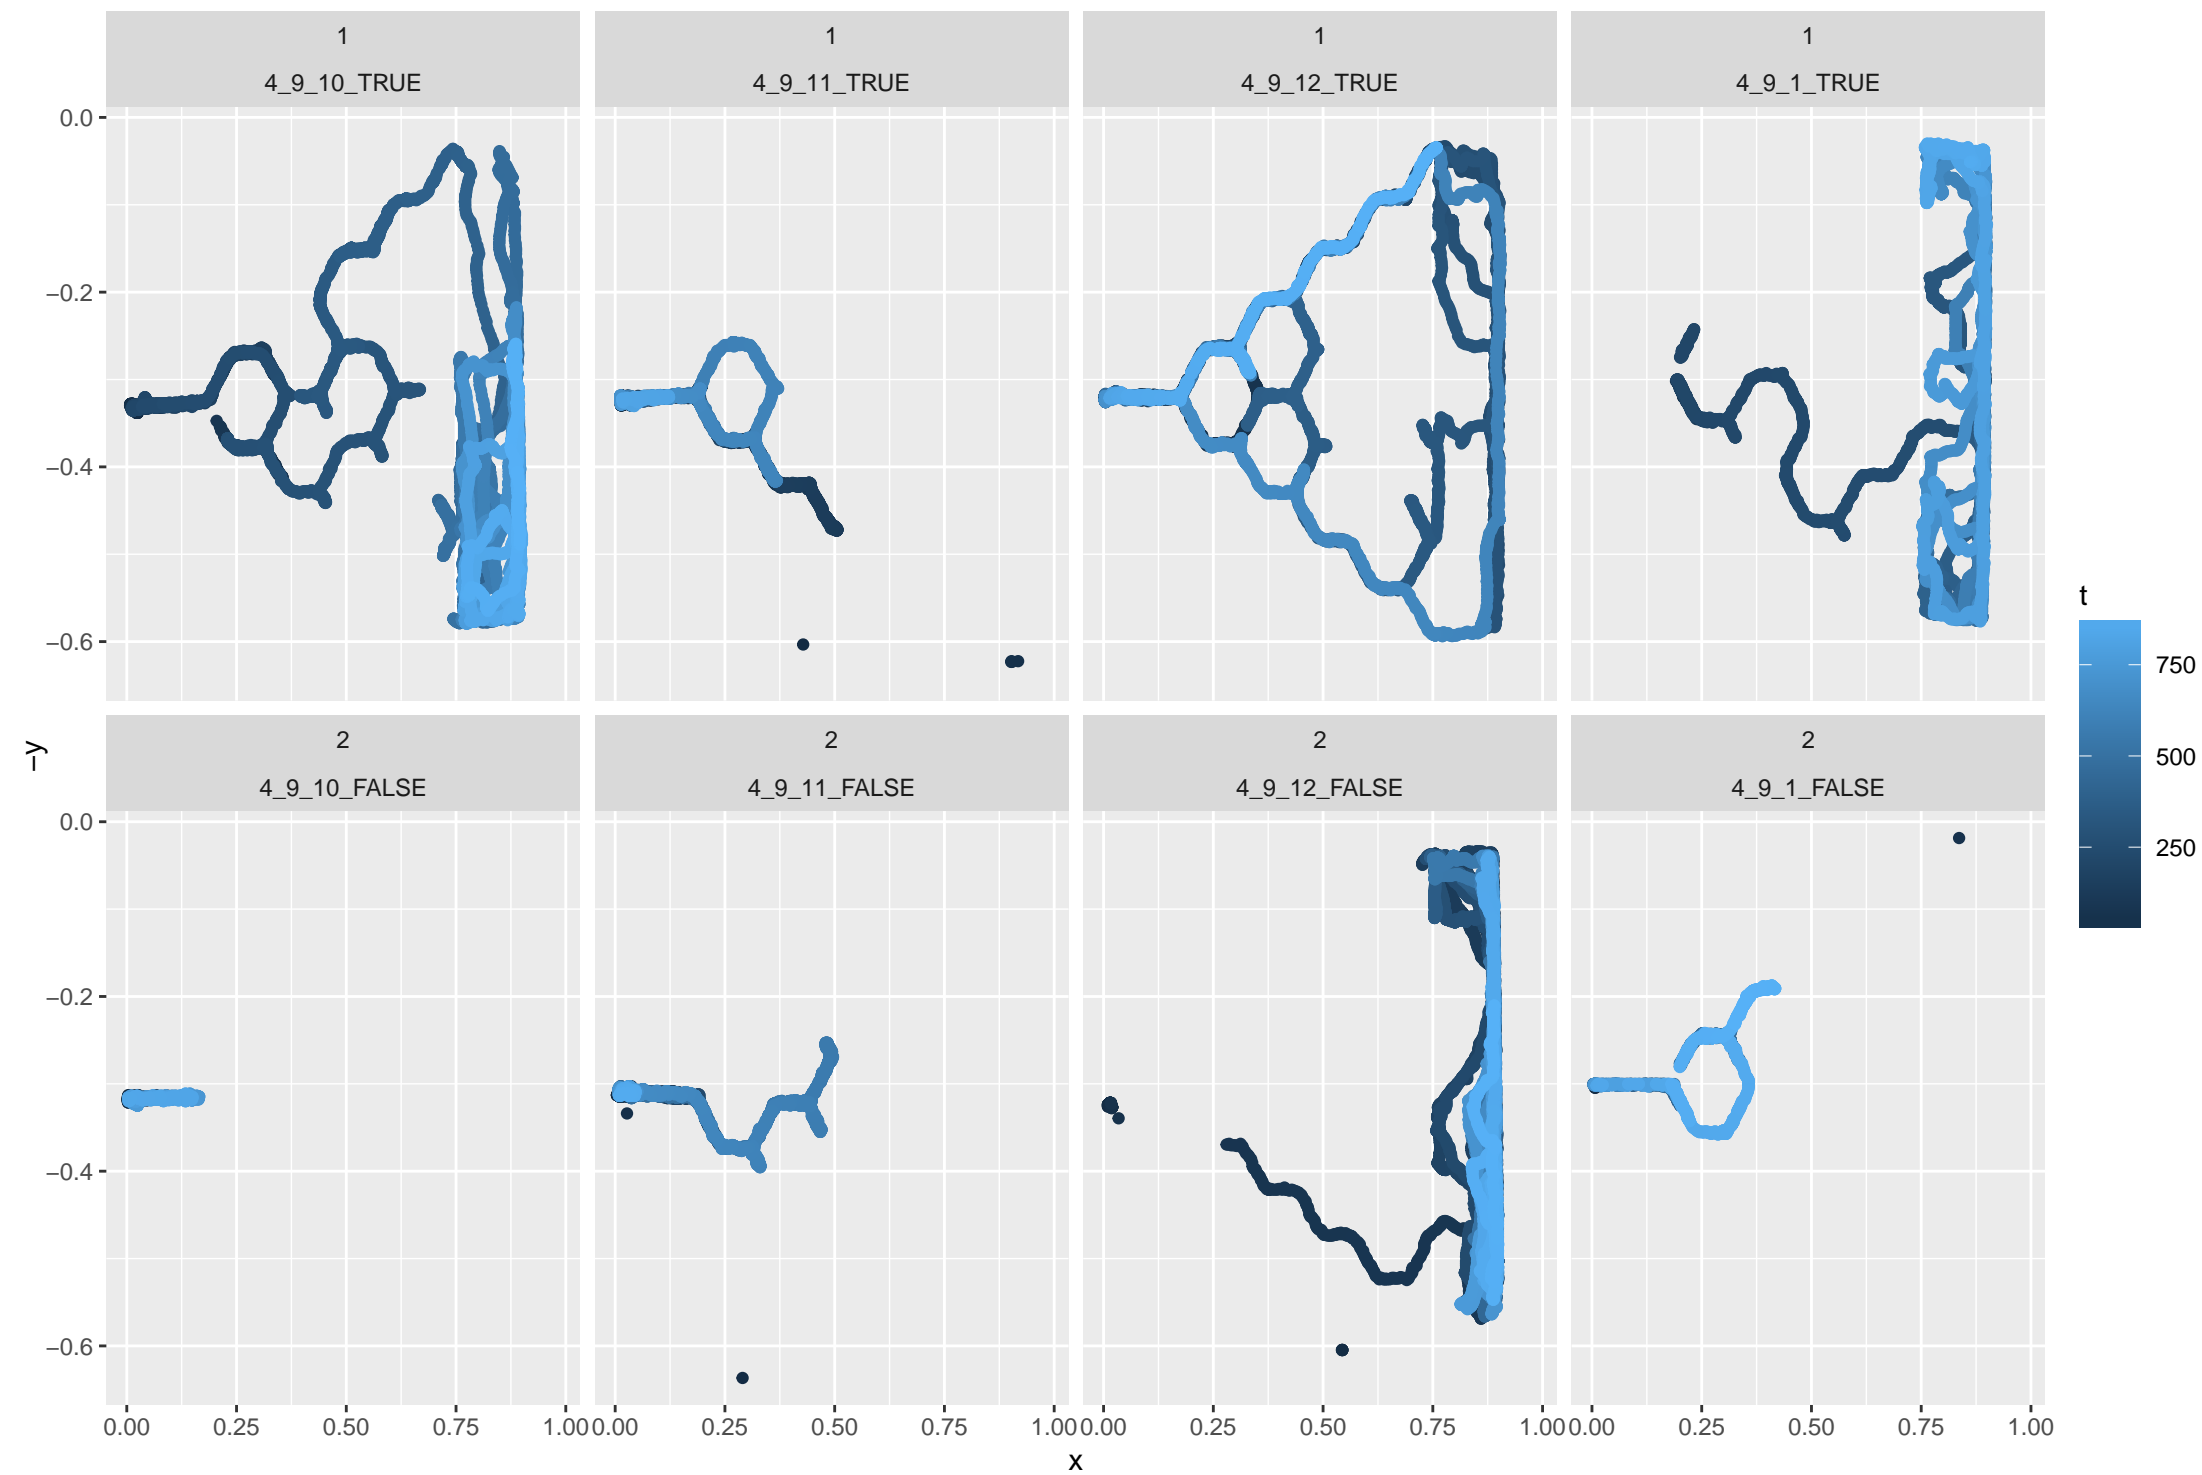 1 1 1 1
4_9_10_TRUE 4_9_11_TRUE 4_9_12_TRUE 4_9_1_TRUE
0.0
−0.2
−0.4
−0.6
2 2 2 2
4_9_10_FALSE 4_9_11_FALSE 4_9_12_FALSE 4_9_1_FALSE
0.0
−0.2
−0.4
−0.6
0.00 0.25 0.50 0.75 1.00 0.00 0.25 0.50 0.75 1.00 0.00 0.25 0.50 0.75 1.00 0.00 0.25 0.50 0.75 1.00
x
−y
t
750
500
250